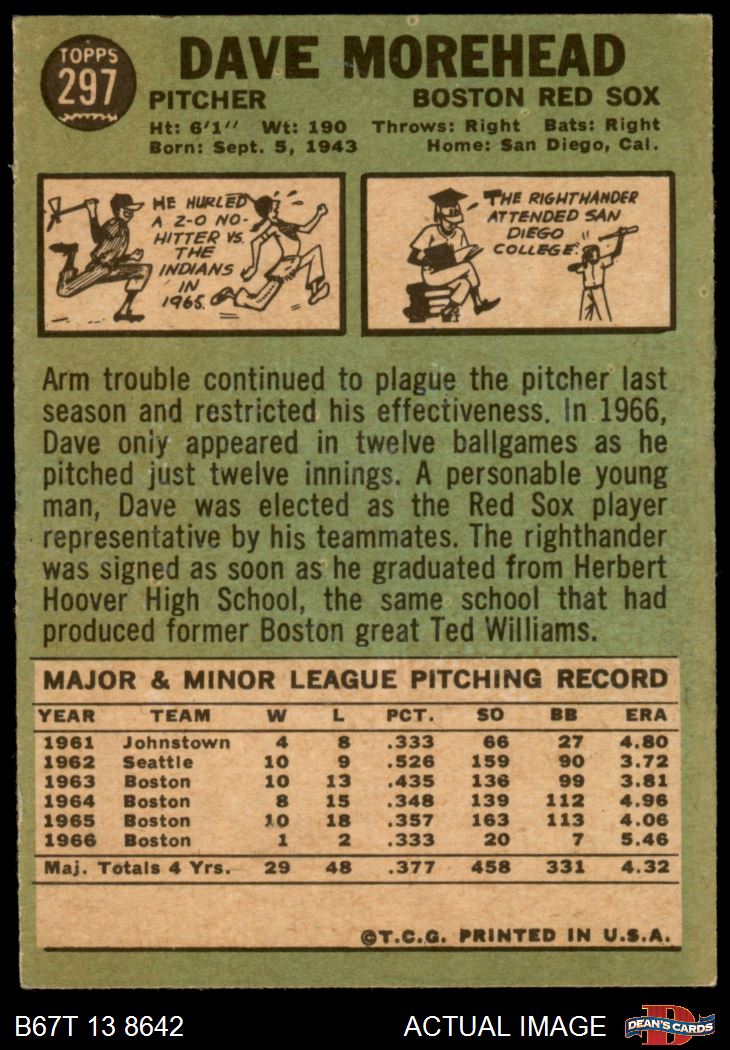 TOPPS
297
DAVE MOREHEAD
PITCHER BOSTON RED SOX
Ht: 6'1" Wt: 190 Throws: Right Bats: Right
Born: Sept. 5, 1943 Home: San Diego, Cal.
HE HURLED
A 2-0 NO-
HITTER VS.
THE
INDIANS
IN
1965.
THE RIGHTHANDER
ATTENDED SAN
DIEGO
COLLEGE.
Arm trouble continued to plague the pitcher last
season and restricted his effectiveness. In 1966,
Dave only appeared in twelve ballgames as he
pitched just twelve innings. A personable young
man, Dave was elected as the Red Sox player
representative by his teammates. The righthander
was signed as soon as he graduated from Herbert
Hoover High School, the same school that had
produced former Boston great Ted Williams.
MAJOR & MINOR LEAGUE PITCHING RECORD
YEAR TEAM W L PCT. SO BB ERA
1961 Johnstown 4 8 .333 66 27 4.80
1962 Seattle 10 9 .526 159 90 3.72
1963 Boston 10 13 .435 136 99 3.81
1964 Boston 8 15 .348 139 112 4.96
1965 Boston 10 18 .357 163 113 4.06
1966 Boston 1 2 .333 20 7 5.46
Maj. Totals 4 Yrs. 29 48 .377 458 331 4.32
©T.C.G. PRINTED IN U.S.A.
B67T 13 8642 ACTUAL IMAGE
D
DEAN'S CARDS